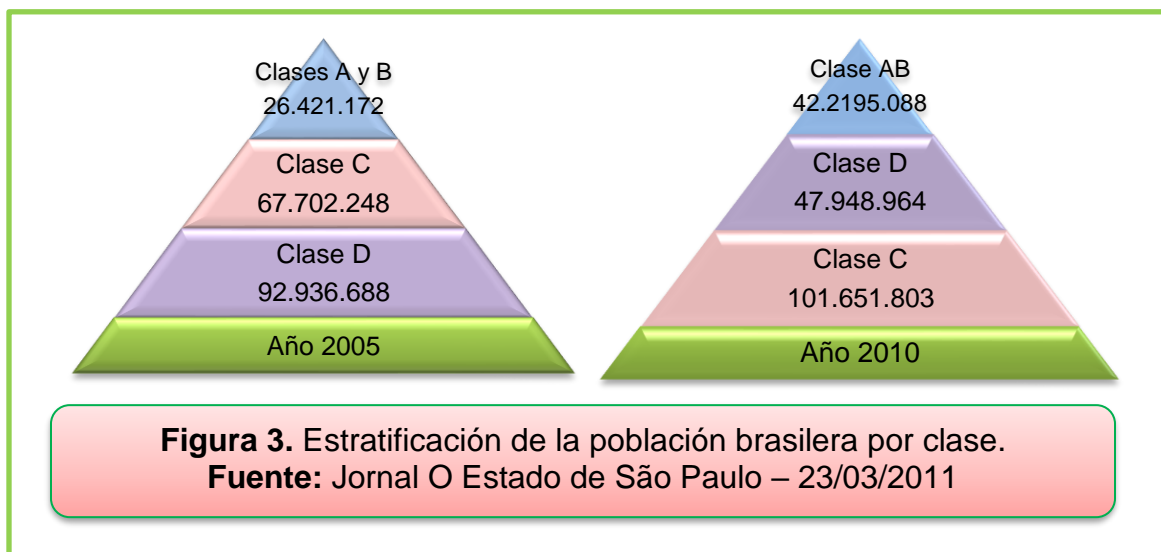 Clases A y B
26.421.172
Clase C
67.702.248
Clase D
92.936.688
Año 2005
Clase AB
42.2195.088
Clase D
47.948.964
Clase C
101.651.803
Año 2010
Figura 3. Estratificación de la población brasilera por clase.
Fuente: Jornal O Estado de São Paulo – 23/03/2011